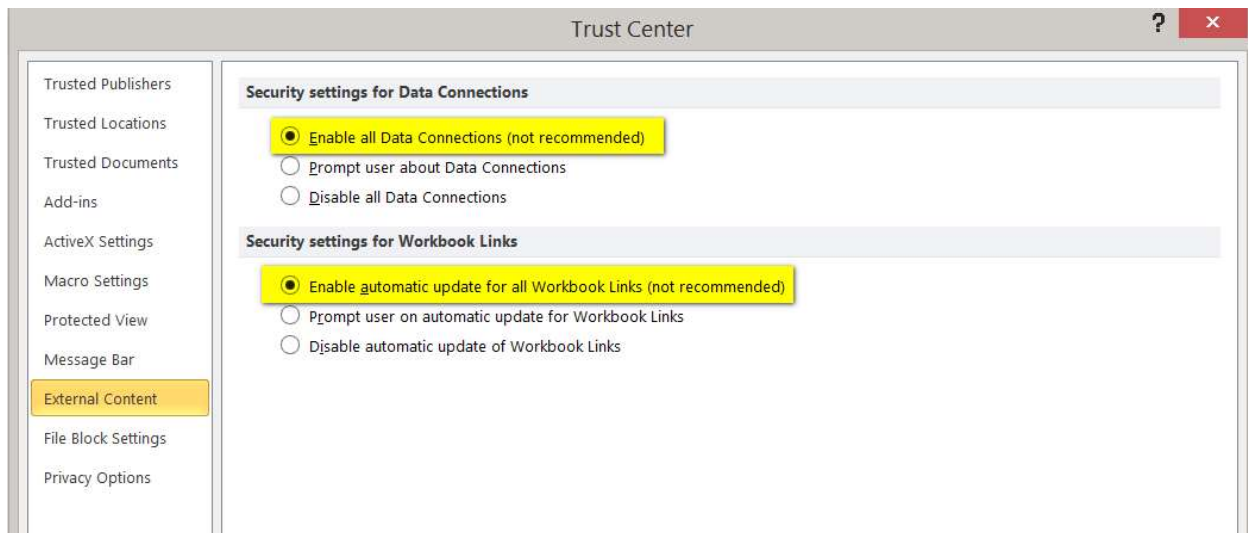 Trust Center
?
Trusted Publishers
Trusted Locations
Trusted Documents
Add-ins
ActiveX Settings
Macro Settings
Protected View
Message Bar
External Content
File Block Settings
Privacy Options
Security settings for Data Connections
Enable all Data Connections (not recommended)
Prompt user about Data Connections
Disable all Data Connections
Security settings for Workbook Links
Enable automatic update for all Workbook Links (not recommended)
Prompt user on automatic update for Workbook Links
Disable automatic update of Workbook Links